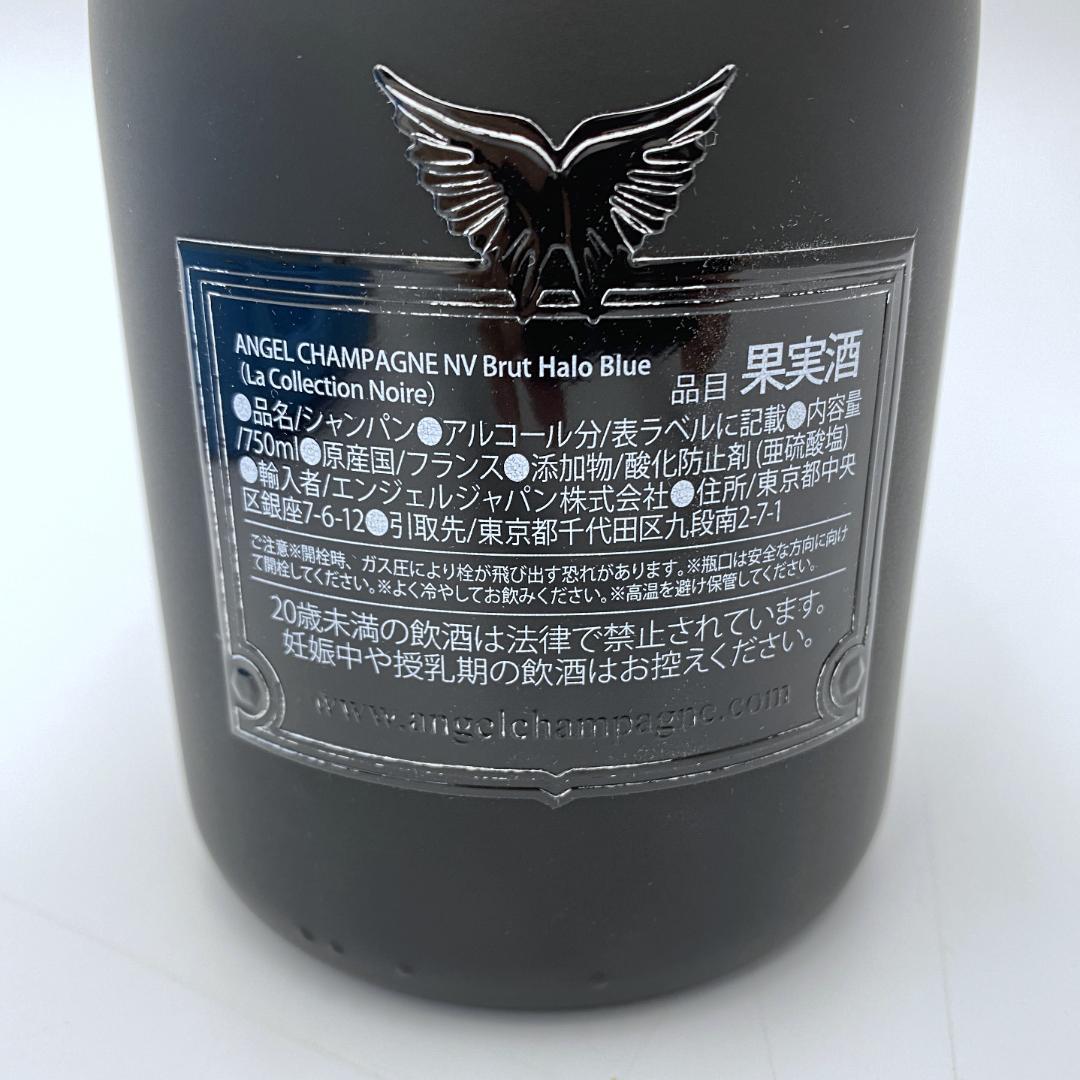 ANGEL CHAMPAGNE NV Brut Halo Blue
（La Collection Noire）
品目 果実酒
●品名/シャンパン●アルコール分/表ラベルに記載●内容量
/750ml●原産国/フランス●添加物/酸化防止剤(亜硫酸塩)
●輸入者/エンジェルジャパン株式会社●住所/東京都中央
区銀座7-6-12●引取先/東京都千代田区九段南2-7-1
ご注意※開栓時、ガス圧により栓が飛び出す恐れがあります。※瓶口は安全な方向に向け
て開栓してください。※よく冷やしてお飲みください。※高温を避け保管してください。
20歳未満の飲酒は法律で禁止されています。
妊娠中や授乳期の飲酒はお控えください。
www.angelchampagne.com